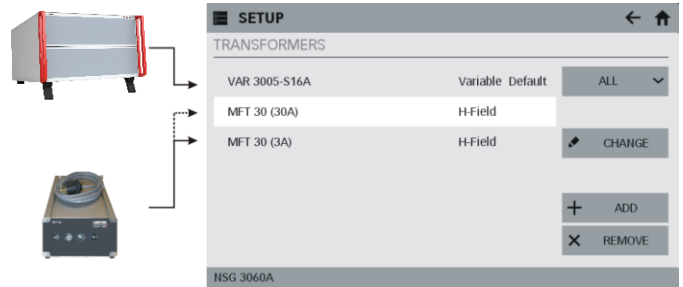 SETUP
TRANSFORMERS
VAR 3005-S16A Variable Default ALL
MFT 30 (30A) H-Field
MFT 30 (3A) H-Field CHANGE
ADD
REMOVE
NSG 3060A